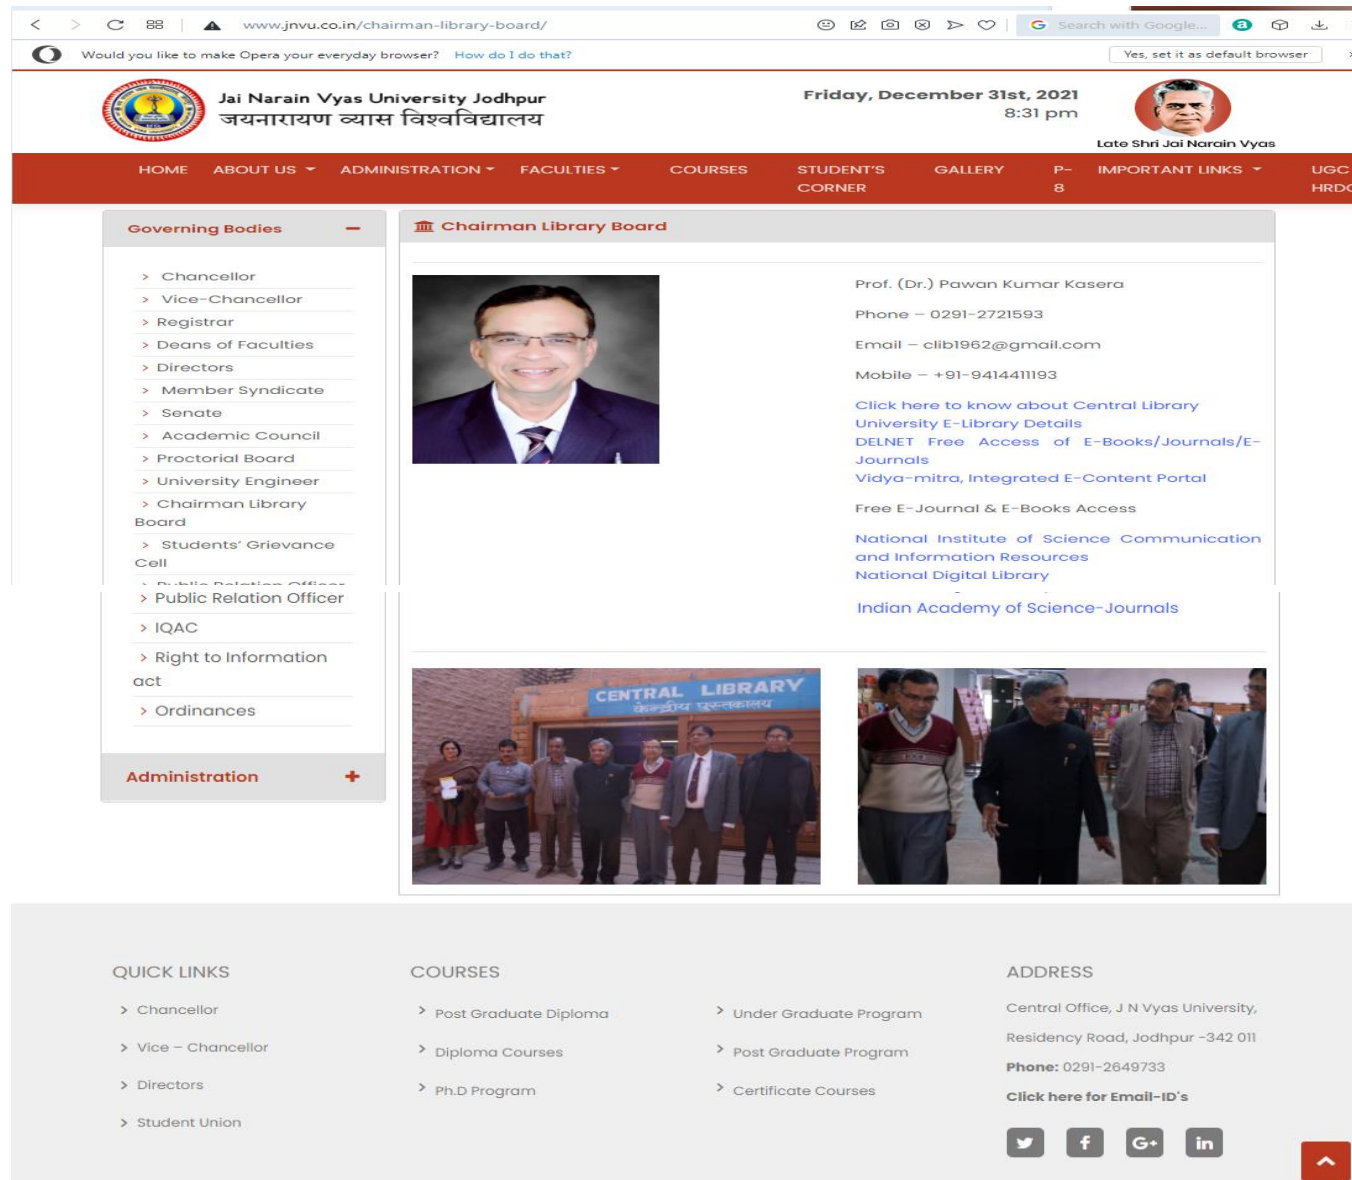 www.jnvu.co.in/chairman-library-board/
Search with Google...
Would you like to make Opera your everyday browser? How do I do that?
Yes, set it as default browser
Jai Narain Vyas University Jodhpur
जयनारायण व्यास विश्वविद्यालय
Friday, December 31st, 2021
8:31 pm
Late Shri Jai Narain Vyas
HOME ABOUT US ADMINISTRATION FACULTIES COURSES STUDENT'S CORNER GALLERY P-8 IMPORTANT LINKS UGC
Governing Bodies
> Chancellor
> Vice-Chancellor
> Registrar
> Deans of Faculties
> Directors
> Member Syndicate
> Senate
> Academic Council
> Proctorial Board
> University Engineer
> Chairman Library
Board
> Students' Grievance
Cell
> Public Relation Officer
> Public Relation Officer
> IQAC
> Right to Information
act
> Ordinances
Administration
Chairman Library Board
Prof. (Dr.) Pawan Kumar Kasera
Phone – 0291-2721593
Email – clib1962@gmail.com
Mobile – +91-9414411193
Click here to know about Central Library
University E-Library Details
DELNET Free Access of E-Books/Journals/E-
Journals
Vidya-mitra, Integrated E-Content Portal
Free E-Journal & E-Books Access
National Institute of Science Communication
and Information Resources
National Digital Library
Indian Academy of Science-Journals
CENTRAL LIBRARY
केन्द्रीय पुस्तकालय
QUICK LINKS
> Chancellor
> Vice – Chancellor
> Directors
> Student Union
COURSES
> Post Graduate Diploma
> Diploma Courses
> Ph.D Program
> Under Graduate Program
> Post Graduate Program
> Certificate Courses
ADDRESS
Central Office, J N Vyas University,
Residency Road, Jodhpur -342 011
Phone: 0291-2649733
Click here for Email-ID's